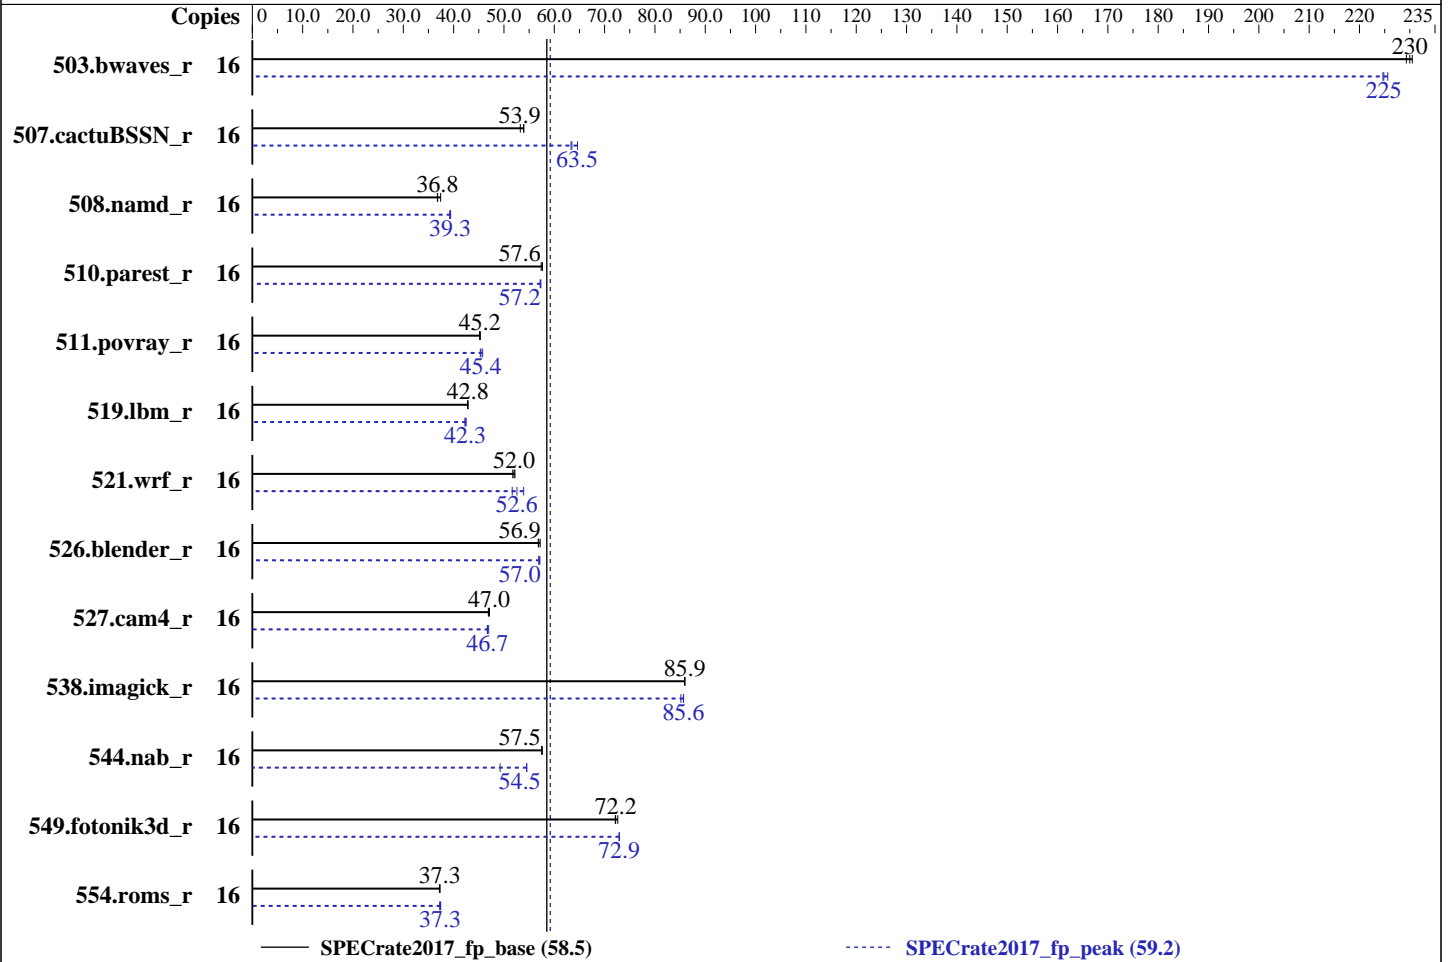 Copies 0 10.0 20.0 30.0 40.0 50.0 60.0 70.0 80.0 90.0 100 110 120 130 140 150 160 170 180 190 200 210 220 235
230
503.bwaves_r 16
225
53.9
507.cactuBSSN_r 16
63.5
36.8
508.namd_r 16
39.3
57.6
510.parest_r 16
57.2
45.2
511.povray_r 16
45.4
42.8
519.lbm_r 16
42.3
52.0
521.wrf_r 16
52.6
56.9
526.blender_r 16
57.0
47.0
527.cam4_r 16
46.7
85.9
538.imagick_r 16
85.6
57.5
544.nab_r 16
54.5
72.2
549.fotonik3d_r 16
72.9
37.3
554.roms_r 16
37.3
SPECrate2017_fp_base (58.5) SPECrate2017_fp_peak (59.2)